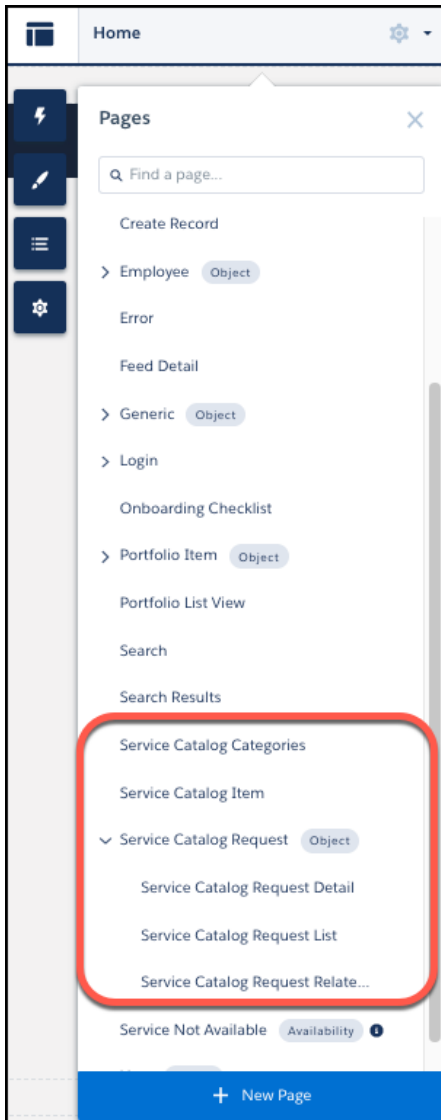 Home
Pages
Find a page...
Create Record
Employee Object
Error
Feed Detail
Generic Object
Login
Onboarding Checklist
Portfolio Item Object
Portfolio List View
Search
Search Results
Service Catalog Categories
Service Catalog Item
Service Catalog Request Object
Service Catalog Request Detail
Service Catalog Request List
Service Catalog Request Relate...
Service Not Available Availability
+ New Page